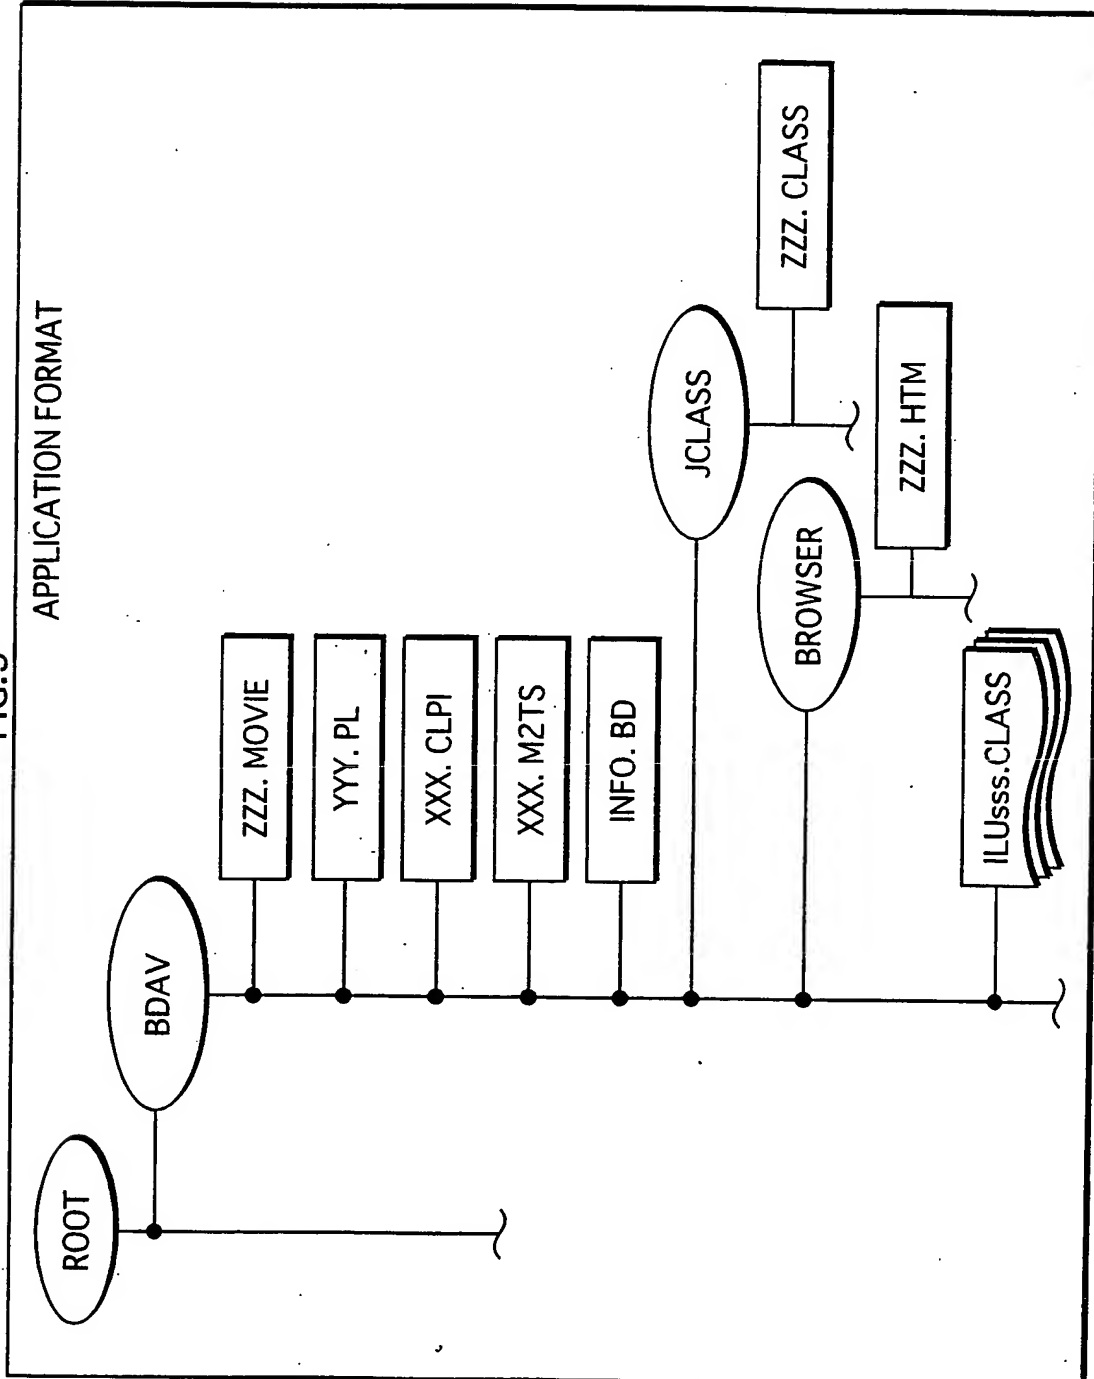 APPLICATION FORMAT
ROOT
BDAV
ZZZ. MOVIE
YYY. PL
XXX. CLPI
XXX. M2TS
INFO. BD
JCLASS
ZZZ. CLASS
BROWSER
ZZZ. HTM
ILUsss.CLASS